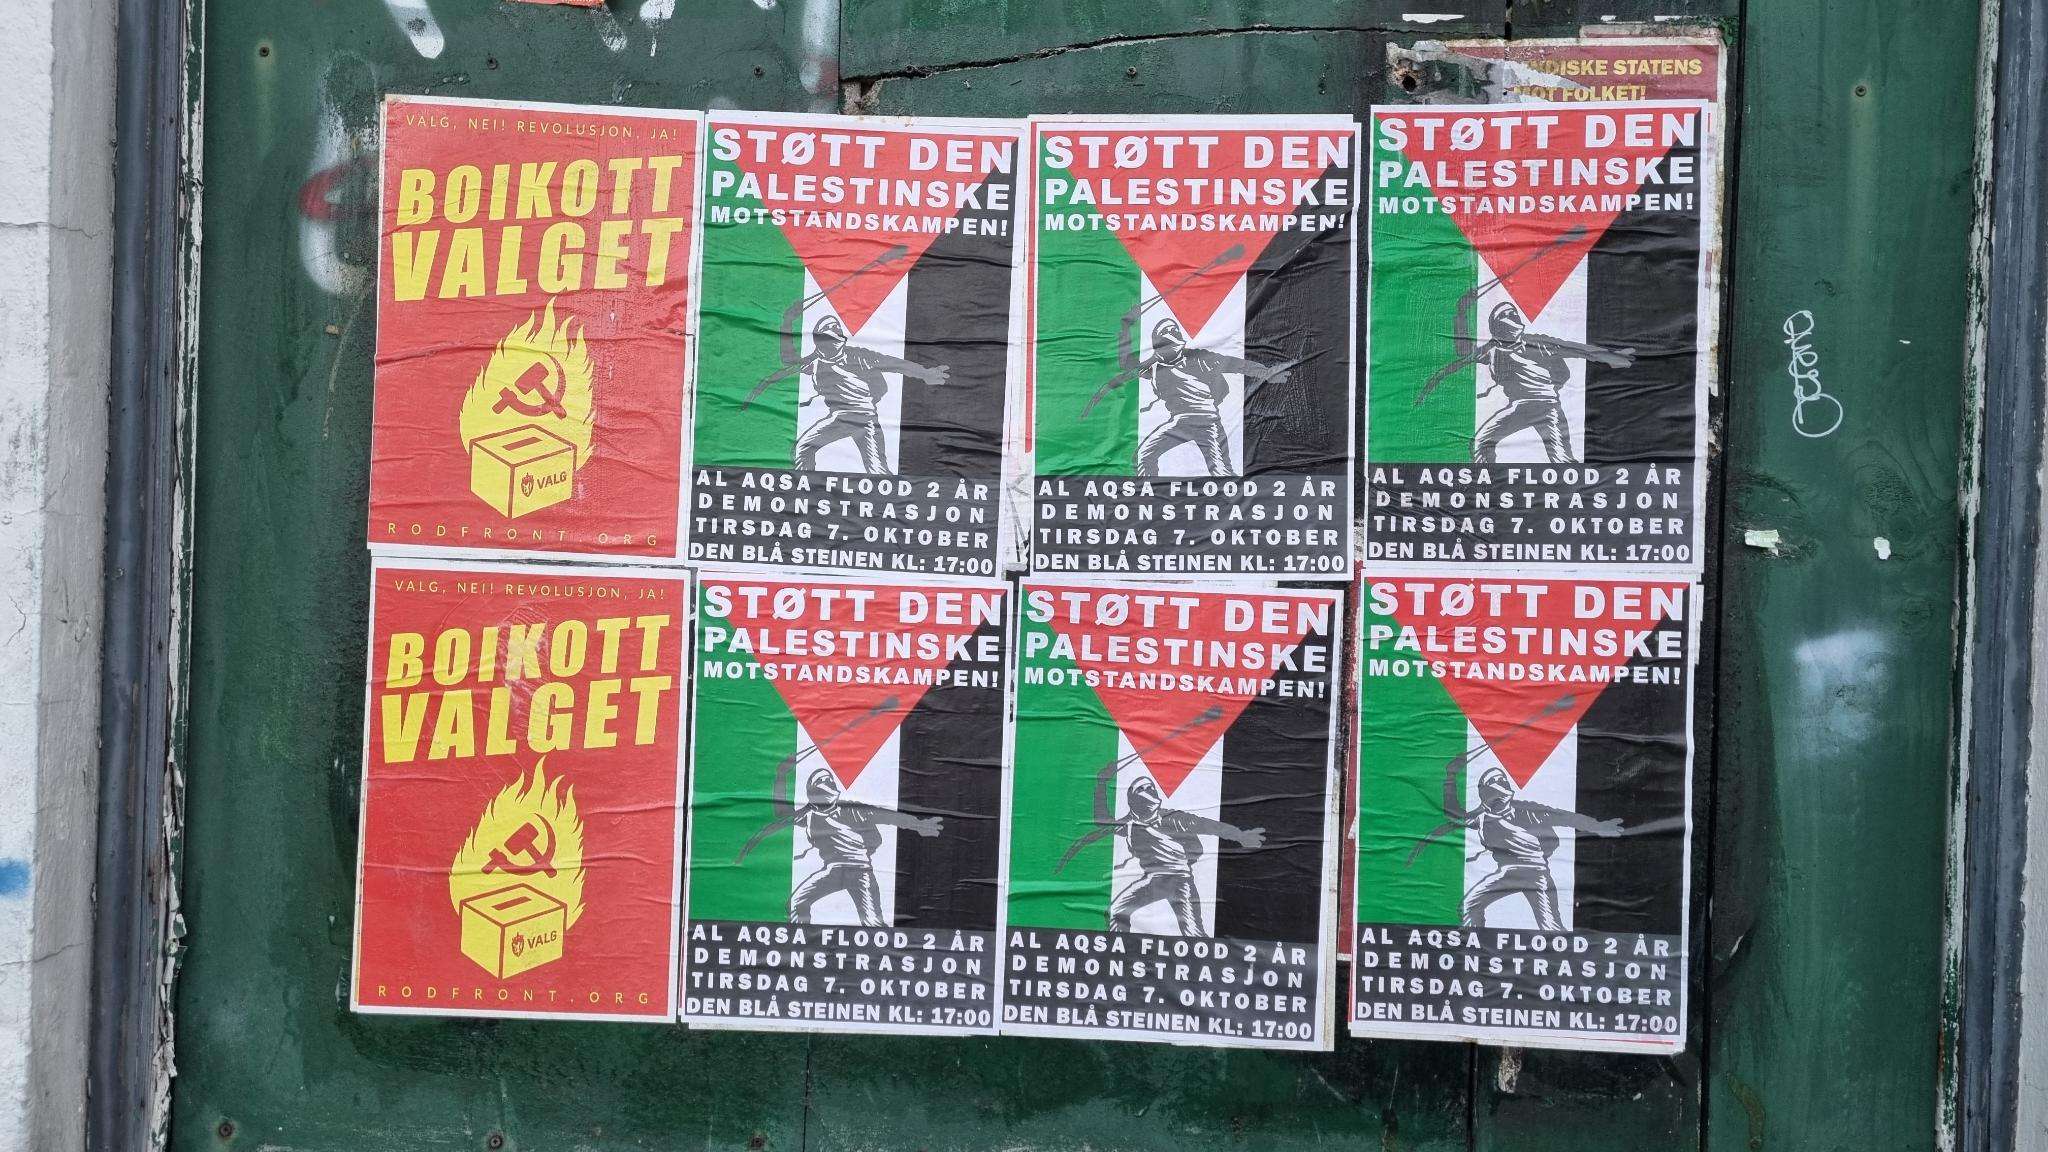 VALG, NEI! REVOLUSJON, JA!
BOIKOTT
VALGET
VALG
RODFRONT.ORG
STØTT DEN
PALESTINSKE
MOTSTANDSKAMPEN!
AL AQSA FLOOD 2 ÅR
DEMONSTRASJON
TIRSDAG 7. OKTOBER
DEN BLÅ STEINEN KL: 17:00
STØTT DEN
PALESTINSKE
MOTSTANDSKAMPEN!
AL AQSA FLOOD 2 ÅR
DEMONSTRASJON
TIRSDAG 7. OKTOBER
DEN BLÅ STEINEN KL: 17:00
STATENS
MOT FOLKET!
STØTT DEN
PALESTINSKE
MOTSTANDSKAMPEN!
AL AQSA FLOOD 2 ÅR
DEMONSTRASJON
TIRSDAG 7. OKTOBER
DEN BLÅ STEINEN KL: 17:00
VALG, NEI! REVOLUSJON, JA!
BOIKOTT
VALGET
VALG
RODFRONT.ORG
STØTT DEN
PALESTINSKE
MOTSTANDSKAMPEN!
AL AQSA FLOOD 2 ÅR
DEMONSTRASJON
TIRSDAG 7. OKTOBER
DEN BLÅ STEINEN KL: 17:00
STØTT DEN
PALESTINSKE
MOTSTANDSKAMPEN!
AL AQSA FLOOD 2 ÅR
DEMONSTRASJON
TIRSDAG 7. OKTOBER
DEN BLÅ STEINEN KL: 17:00
STØTT DEN
PALESTINSKE
MOTSTANDSKAMPEN!
AL AQSA FLOOD 2 ÅR
DEMONSTRASJON
TIRSDAG 7. OKTOBER
DEN BLÅ STEINEN KL: 17:00